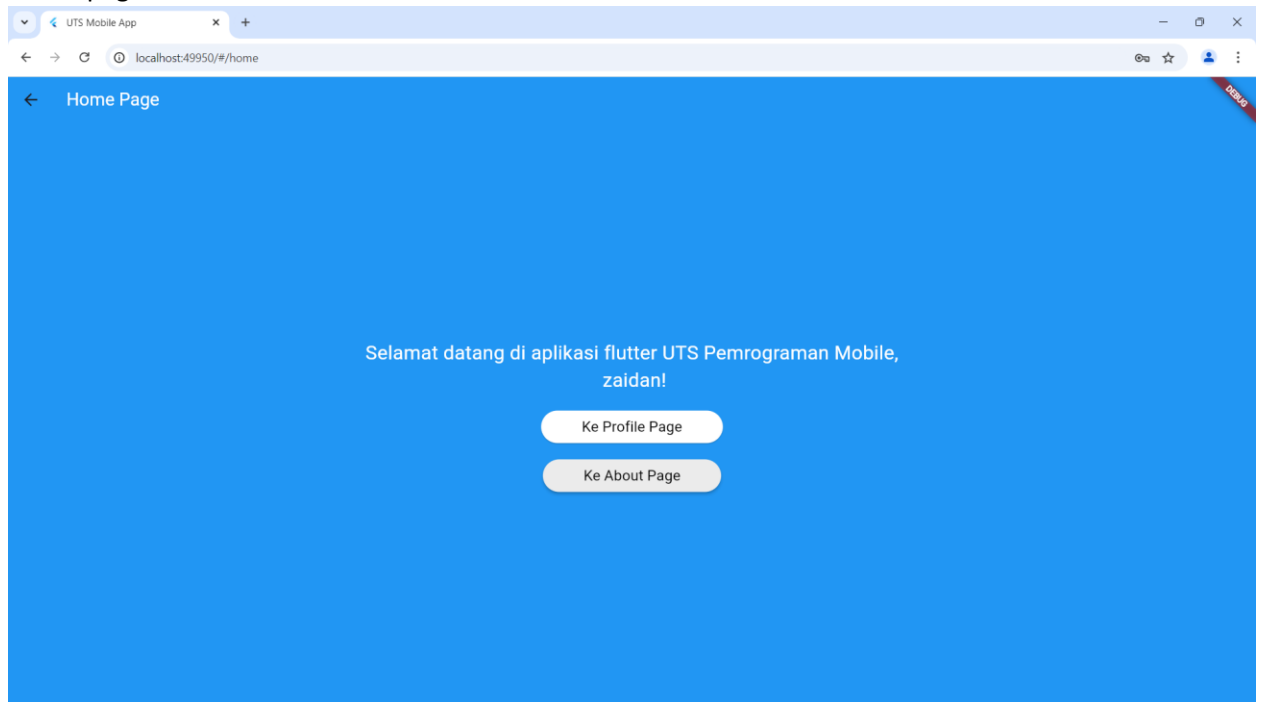 UTS Mobile App
localhost:49950/#/home
Home Page
DEBUG
Selamat datang di aplikasi flutter UTS Pemrograman Mobile,
zaidan!
Ke Profile Page
Ke About Page